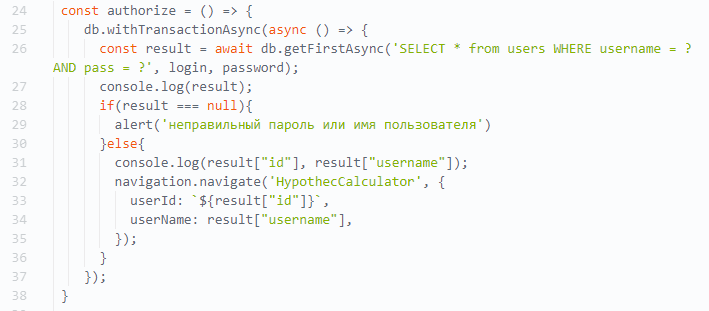 24 const authorize = () => {
25 db.withTransactionAsync(async () => {
26 const result = await db.getFirstAsync('SELECT * from users WHERE username = ?
AND pass = ?', login, password);
27 console.log(result);
28 if(result === null){
29 alert('неправильный пароль или имя пользователя')
30 }else{
31 console.log(result["id"], result["username"]);
32 navigation.navigate('HypothecCalculator', {
33 userId: `${result["id"]}`,
34 userName: result["username"],
35 });
36 }
37 });
38 }